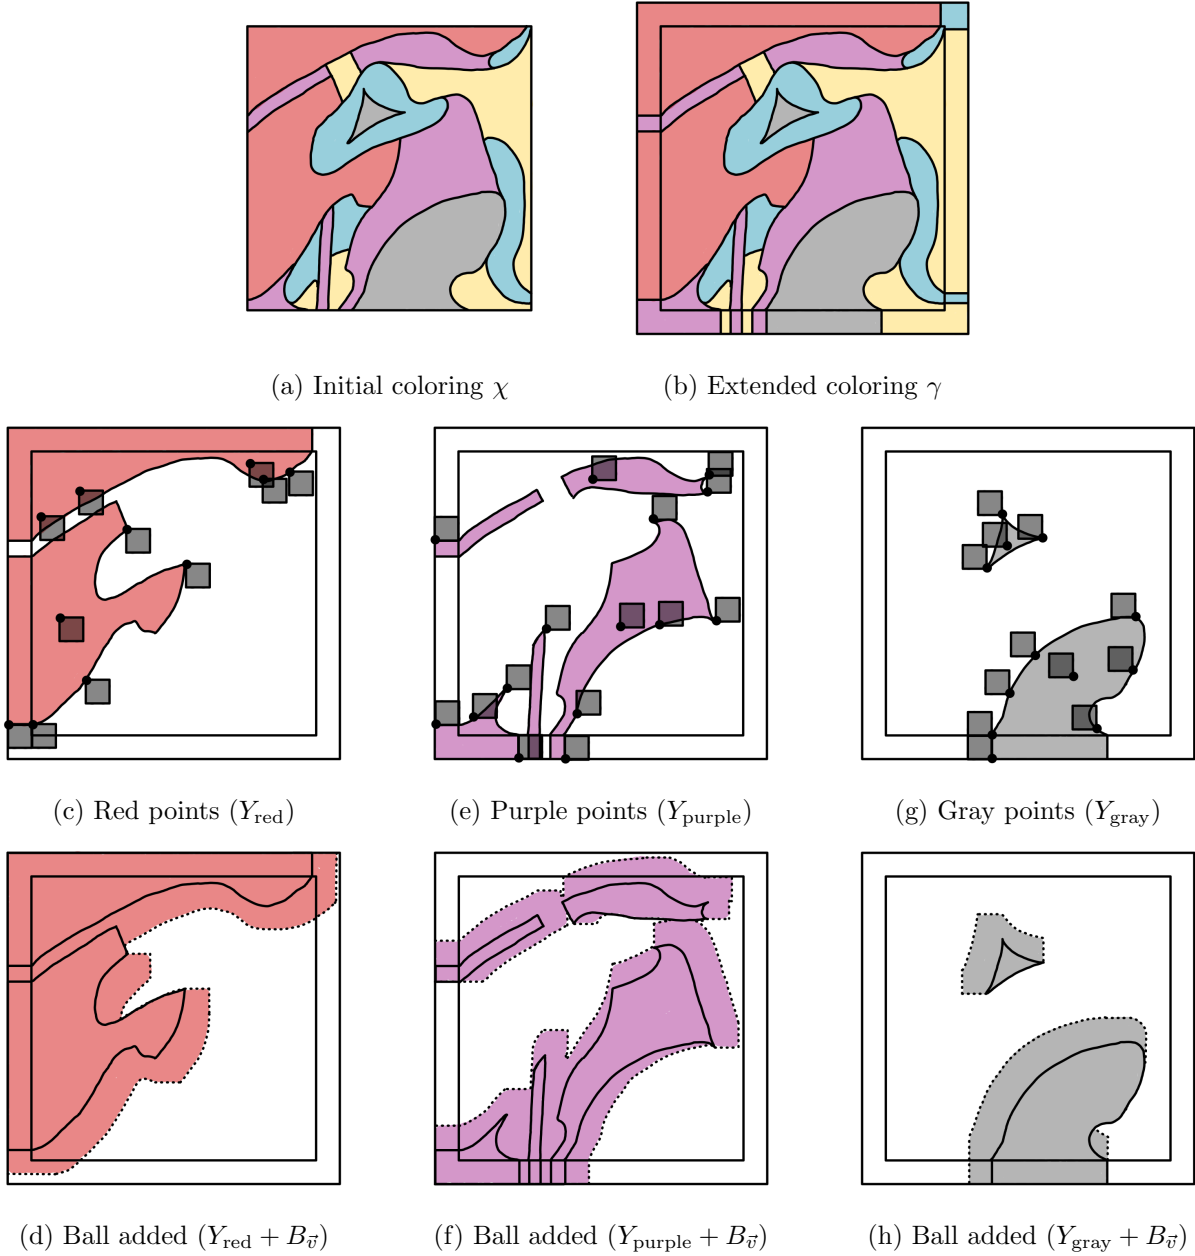 (a) Initial coloring χ
(b) Extended coloring γ
(c) Red points (Y_red)
(e) Purple points (Y_purple)
(g) Gray points (Y_gray)
(d) Ball added (Y_red + B_v⃗)
(f) Ball added (Y_purple + B_v⃗)
(h) Ball added (Y_gray + B_v⃗)